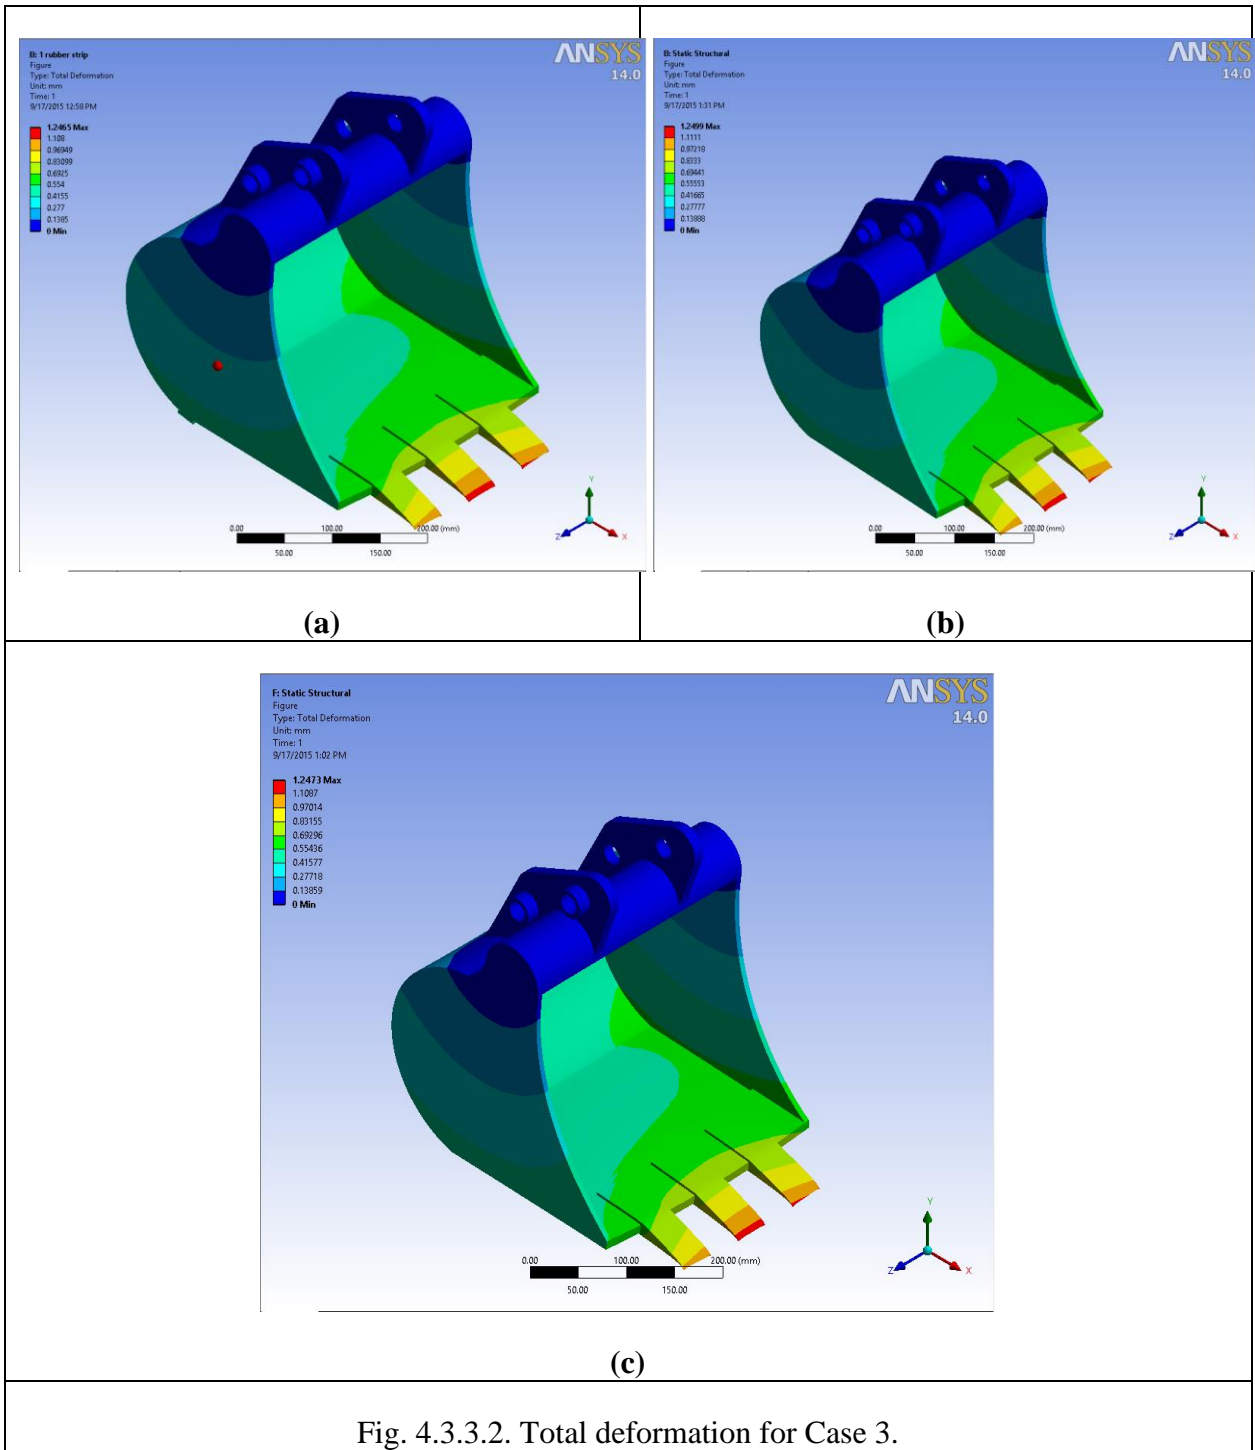 B: 1 rubber strip
Figure
Type: Total Deformation
Unit: mm
Time: 1
9/17/2015 12:58 PM
1.2465 Max
1.108
0.96949
0.83099
0.6925
0.554
0.4155
0.277
0.1385
0 Min
ANSYS
14.0
0.00
100.00
200.00 (mm)
50.00
150.00
Y
Z
X
(a)
B: Static Structural
Figure
Type: Total Deformation
Unit: mm
Time: 1
9/17/2015 1:31 PM
1.2499 Max
1.1111
0.97218
0.8333
0.69441
0.55553
0.41665
0.27777
0.13888
0 Min
ANSYS
14.0
0.00
100.00
200.00 (mm)
50.00
150.00
Y
Z
X
(b)
F: Static Structural
Figure
Type: Total Deformation
Unit: mm
Time: 1
9/17/2015 1:02 PM
1.2473 Max
1.1087
0.97014
0.83155
0.69296
0.55436
0.41577
0.27718
0.13859
0 Min
ANSYS
14.0
0.00
100.00
200.00 (mm)
50.00
150.00
Y
Z
X
(c)
Fig. 4.3.3.2. Total deformation for Case 3.